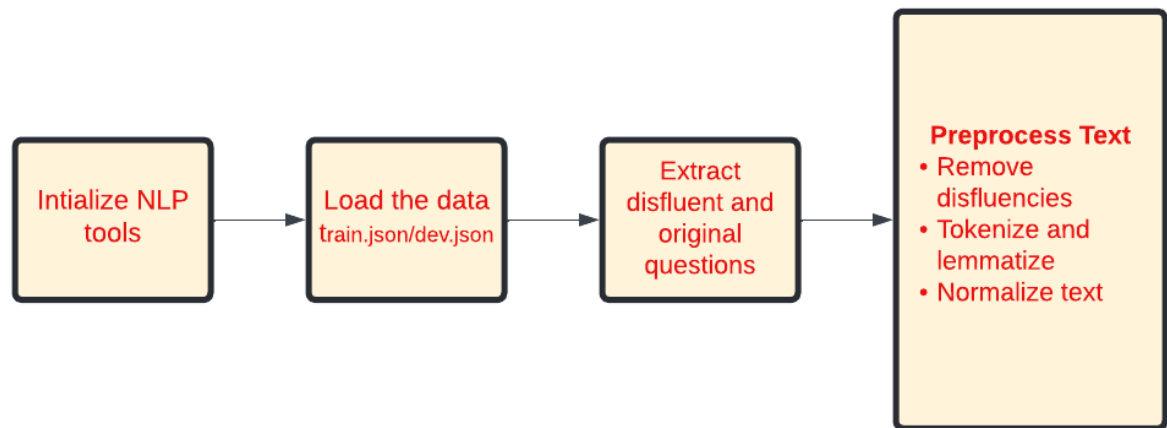 Intialize NLP
tools
Load the data
train.json/dev.json
Extract
disfluent and
original
questions
Preprocess Text
• Remove
disfluencies
• Tokenize and
lemmatize
• Normalize text